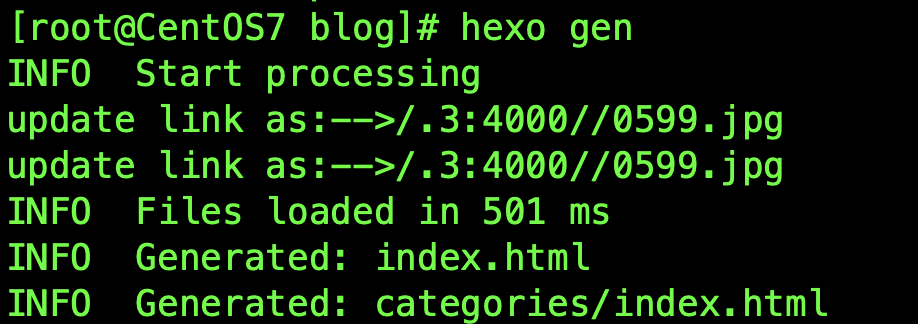 [root@CentOS7 blog]# hexo gen
INFO  Start processing
update link as:-->/.3:4000//0599.jpg
update link as:-->/.3:4000//0599.jpg
INFO  Files loaded in 501 ms
INFO  Generated: index.html
INFO  Generated: categories/index.html